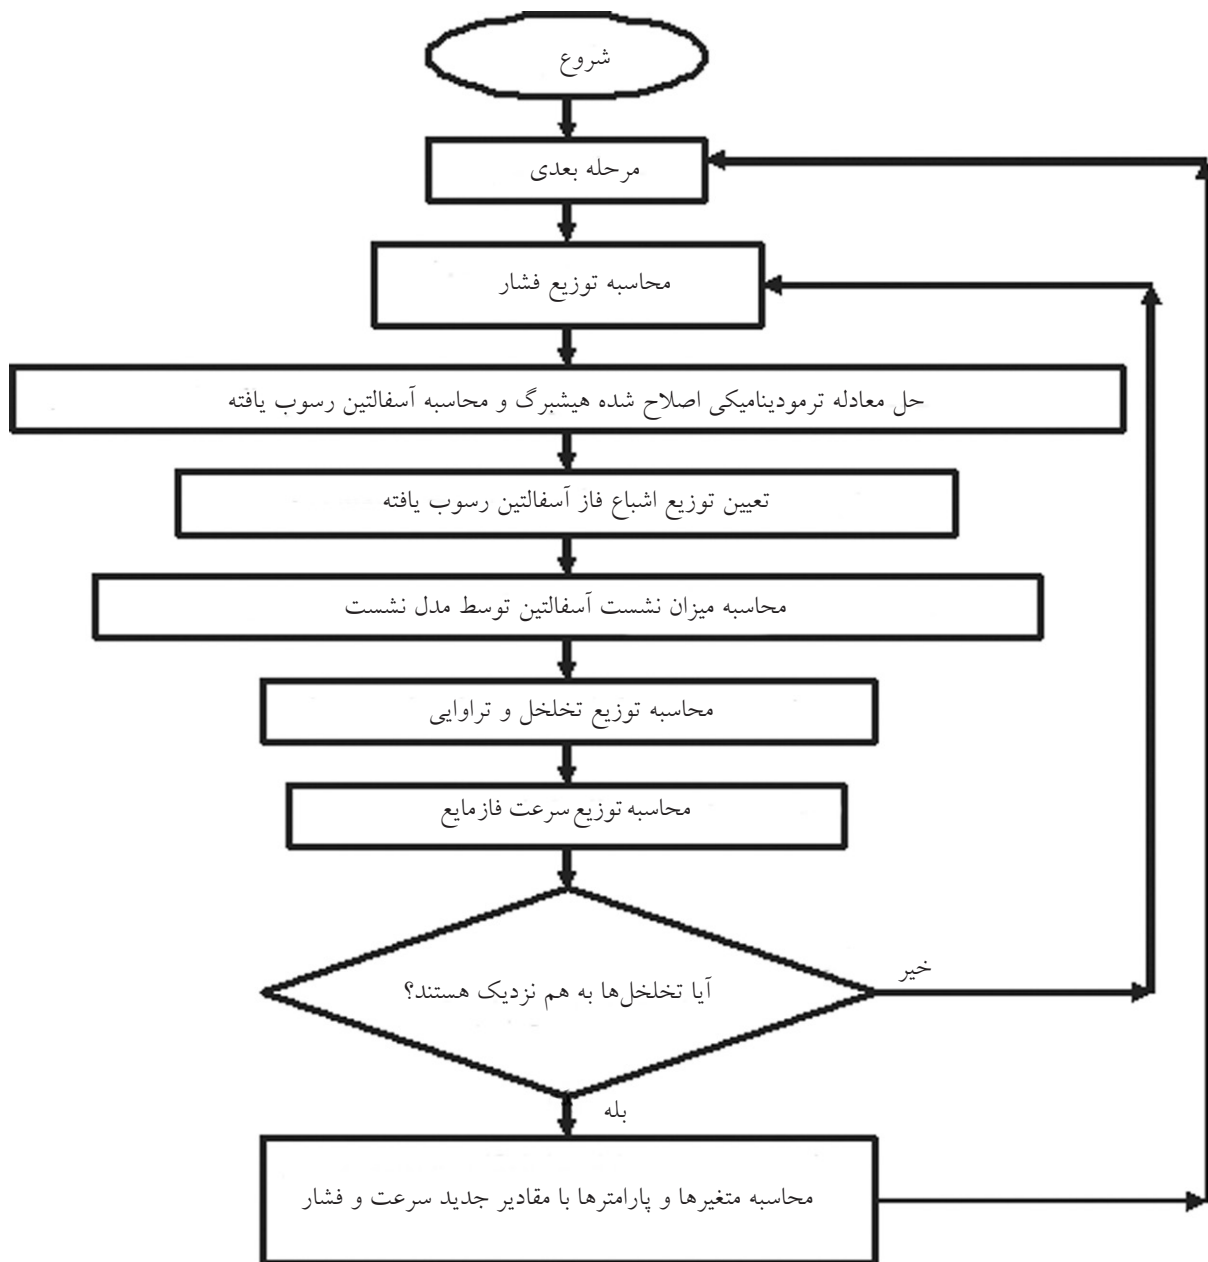 شروع
مرحله بعدی
محاسبه توزیع فشار
حل معادله ترمودینامیکی اصلاح شده هیشبرگ و محاسبه آسفالتین رسوب یافته
تعیین توزیع اشباع فاز آسفالتین رسوب یافته
محاسبه میزان نشست آسفالتین توسط مدل نشست
محاسبه توزیع تخلخل و تراوایی
محاسبه توزیع سرعت فازمایع
آیا تخلخل‌ها به هم نزدیک هستند؟
خیر
بله
محاسبه متغیرها و پارامترها با مقادیر جدید سرعت و فشار